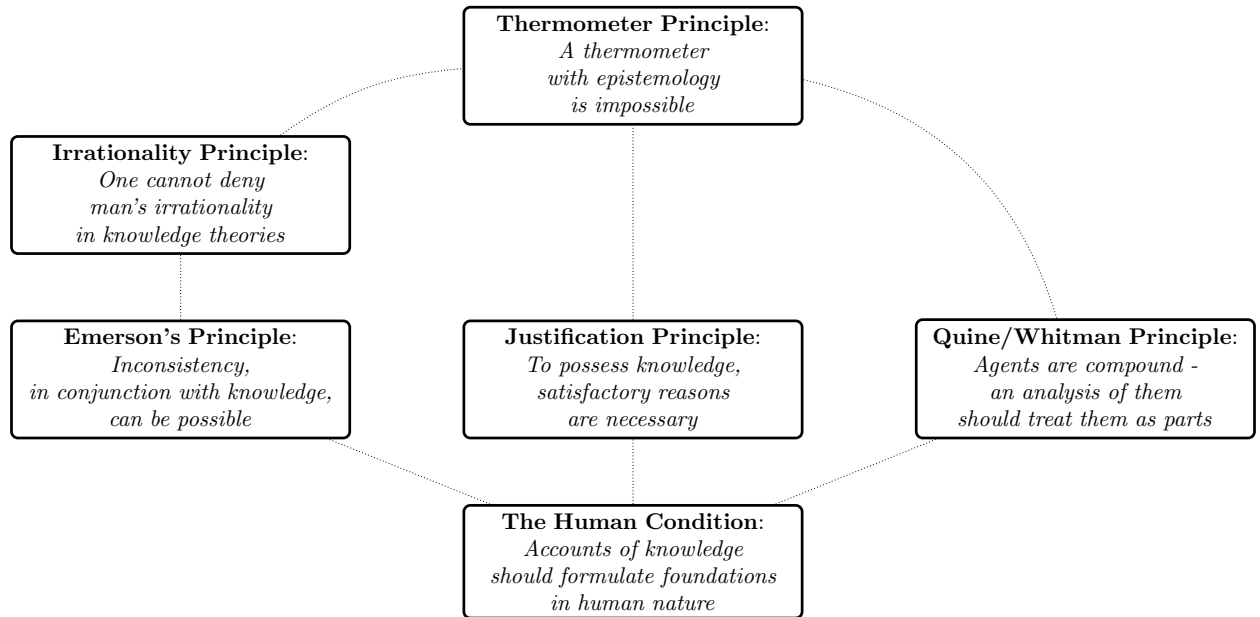 Thermometer Principle:
A thermometer
with epistemology
is impossible
Irrationality Principle:
One cannot deny
man's irrationality
in knowledge theories
Emerson's Principle:
Inconsistency,
in conjunction with knowledge,
can be possible
Justification Principle:
To possess knowledge,
satisfactory reasons
are necessary
Quine/Whitman Principle:
Agents are compound -
an analysis of them
should treat them as parts
The Human Condition:
Accounts of knowledge
should formulate foundations
in human nature